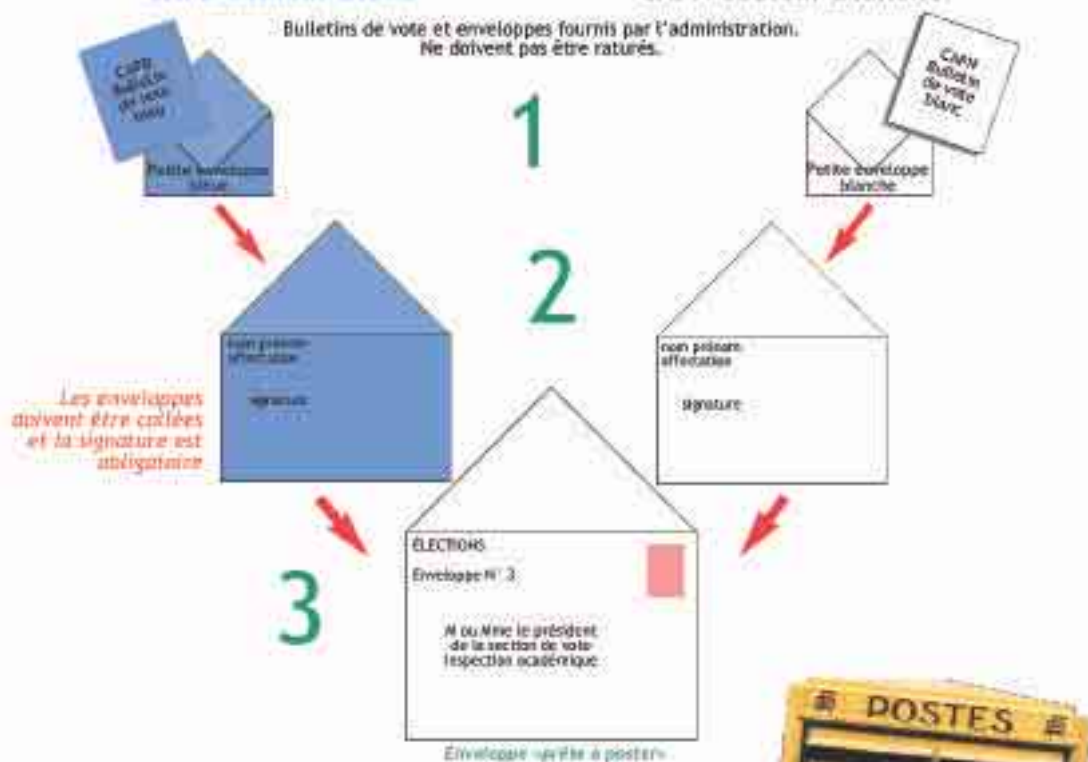 Bulletins de vote et enveloppes fournis par l'administration.
Ne doivent pas être raturés.
CAPD
Bulletin
de vote
bleu
Petite enveloppe
bleue
1
CAPN
Bulletin
de vote
blanc
Petite enveloppe
blanche
2
nom prénom
affectation
signature
nom prénom
affectation
signature
Les enveloppes
doivent être collées
et la signature est
obligatoire
3
ÉLECTIONS
Enveloppe N° 3
M ou Mme le président
de la section de vote
Inspection académique
Enveloppe «prête à poster»
POSTES